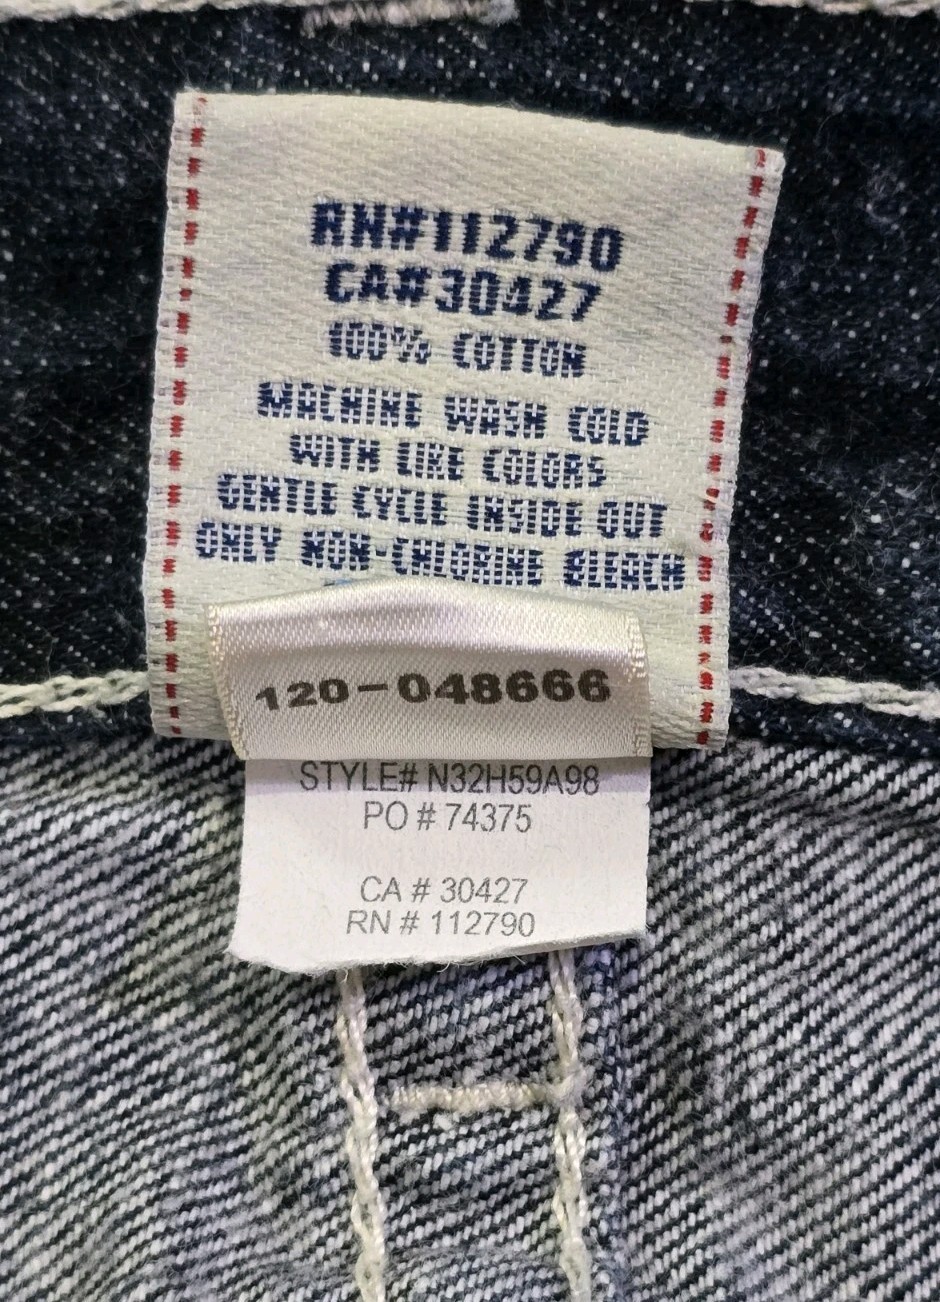 RN#112790
CA#30427
100% COTTON
MACHINE WASH COLD
WITH LIKE COLORS
GENTLE CYCLE INSIDE OUT
ONLY NON-CHLORINE BLEACH
120-048666
STYLE# N32H59A98
PO # 74375
CA # 30427
RN # 112790